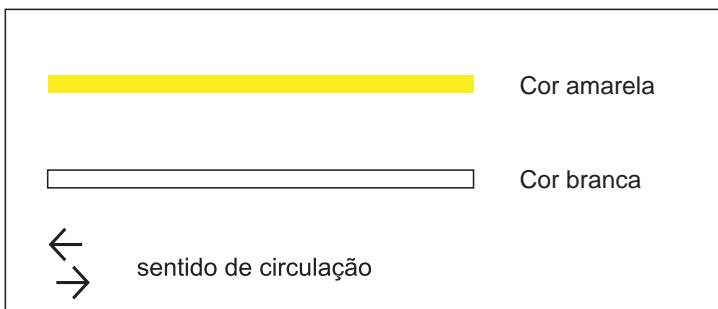 Cor amarela
Cor branca
sentido de circulação